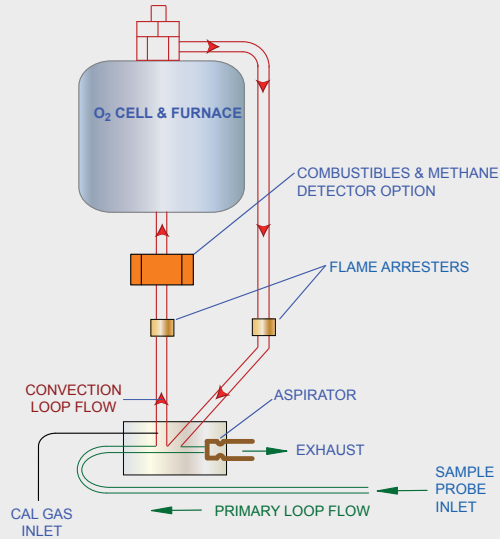 O₂ CELL & FURNACE
COMBUSTIBLES & METHANE
DETECTOR OPTION
FLAME ARRESTERS
CONVECTION
LOOP FLOW
ASPIRATOR
EXHAUST
SAMPLE
PROBE
INLET
CAL GAS
INLET
PRIMARY LOOP FLOW